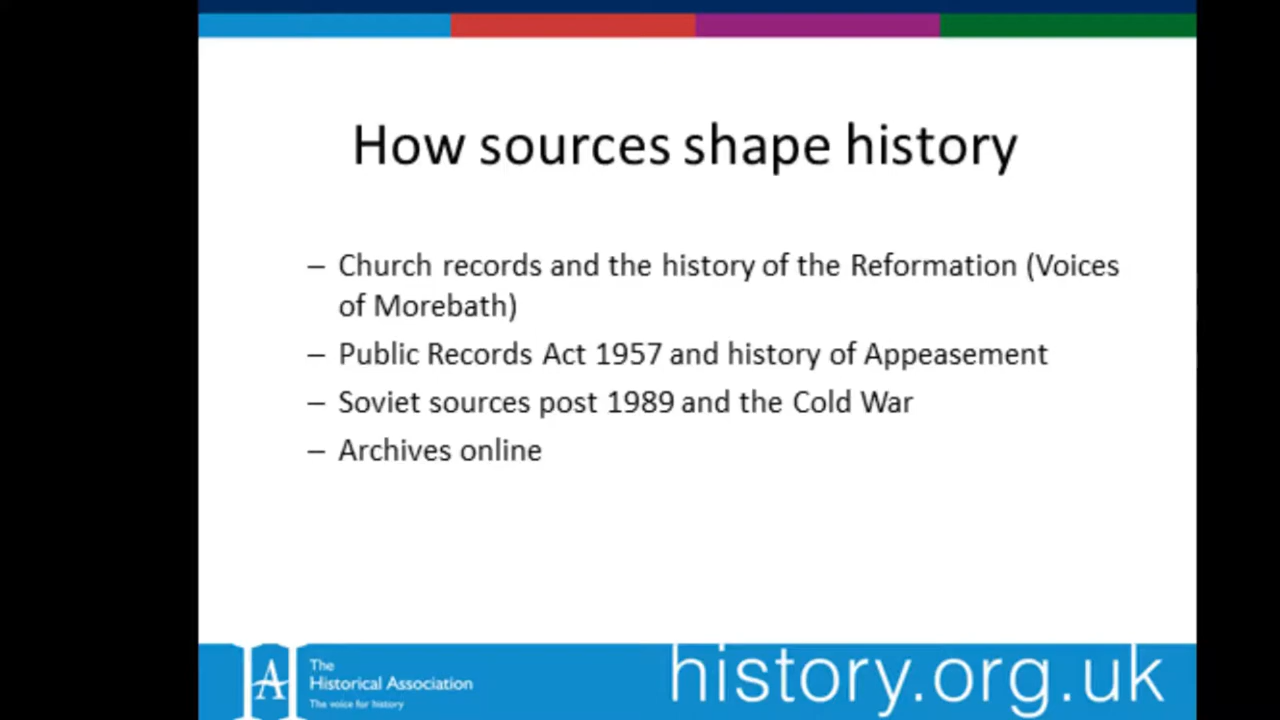 How sources shape history
– Church records and the history of the Reformation (Voices
of Morebath)
– Public Records Act 1957 and history of Appeasement
– Soviet sources post 1989 and the Cold War
– Archives online
HA
The
Historical Association
The voice for history
history.org.uk